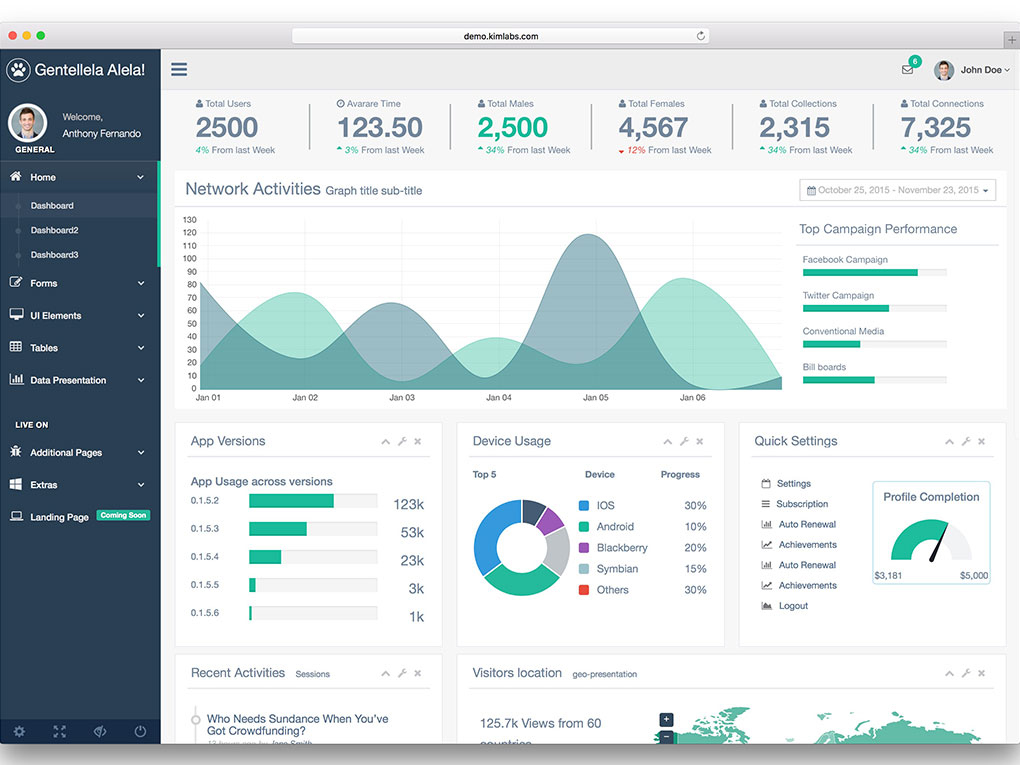 demo.kimlabs.com
Gentellela Alela!
Welcome,
Anthony Fernando
GENERAL
Home
Dashboard
Dashboard2
Dashboard3
Forms
UI Elements
Tables
Data Presentation
LIVE ON
Additional Pages
Extras
Landing Page Coming Soon
6
John Doe
Total Users
2500
4% From last Week
Avarare Time
123.50
3% From last Week
Total Males
2,500
34% From last Week
Total Females
4,567
12% From last Week
Total Collections
2,315
34% From last Week
Total Connections
7,325
34% From last Week
Network Activities Graph title sub-title
October 25, 2015 - November 23, 2015
130
120
110
100
90
80
70
60
50
40
30
20
10
0
Jan 01 Jan 02 Jan 03 Jan 04 Jan 05 Jan 06
Top Campaign Performance
Facebook Campaign
Twitter Campaign
Conventional Media
Bill boards
App Versions
App Usage across versions
0.1.5.2 123k
0.1.5.3 53k
0.1.5.4 23k
0.1.5.5 3k
0.1.5.6 1k
Device Usage
Top 5 Device Progress
IOS 30%
Android 10%
Blackberry 20%
Symbian 15%
Others 30%
Quick Settings
Settings
Subscription
Auto Renewal
Achievements
Auto Renewal
Achievements
Logout
Profile Completion
$3,181 $5,000
Recent Activities Sessions
Who Needs Sundance When You've
Got Crowdfunding?
13 hours ago by Jane Smith
Visitors location geo-presentation
125.7k Views from 60
countries
+
−